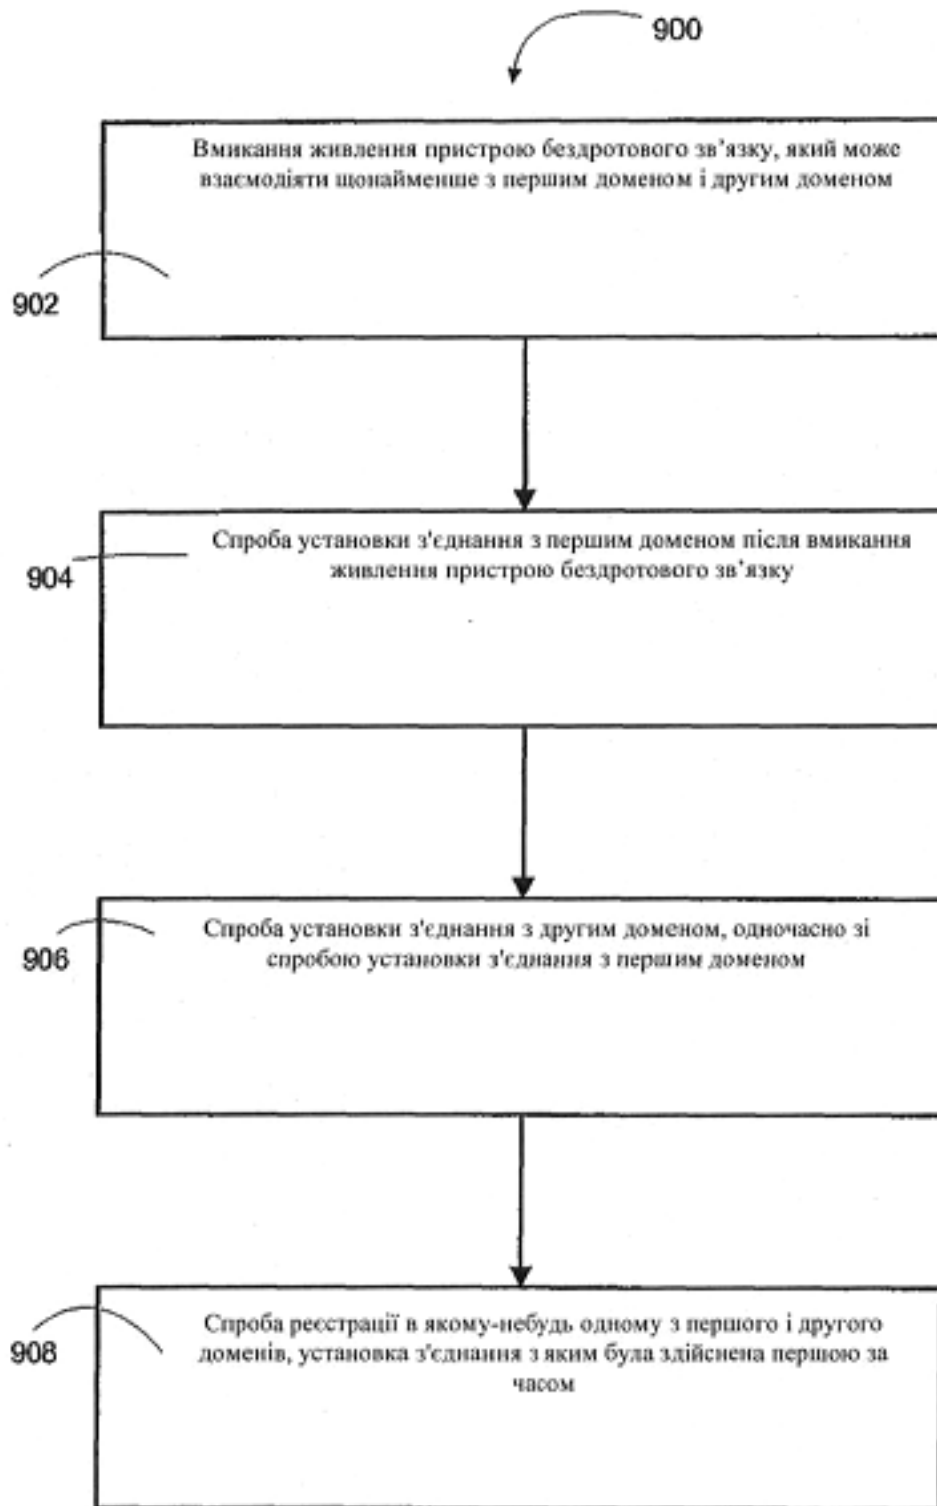 900
Вмикання живлення пристрою бездротового зв’язку, який може
взаємодіяти щонайменше з першим доменом і другим доменом
902
Спроба установки з'єднання з першим доменом після вмикання
живлення пристрою бездротового зв’язку
904
Спроба установки з'єднання з другим доменом, одночасно зі
спробою установки з'єднання з першим доменом
906
Спроба реєстрації в якому-небудь одному з першого і другого
доменів, установка з'єднання з яким була здійснена першою за
часом
908